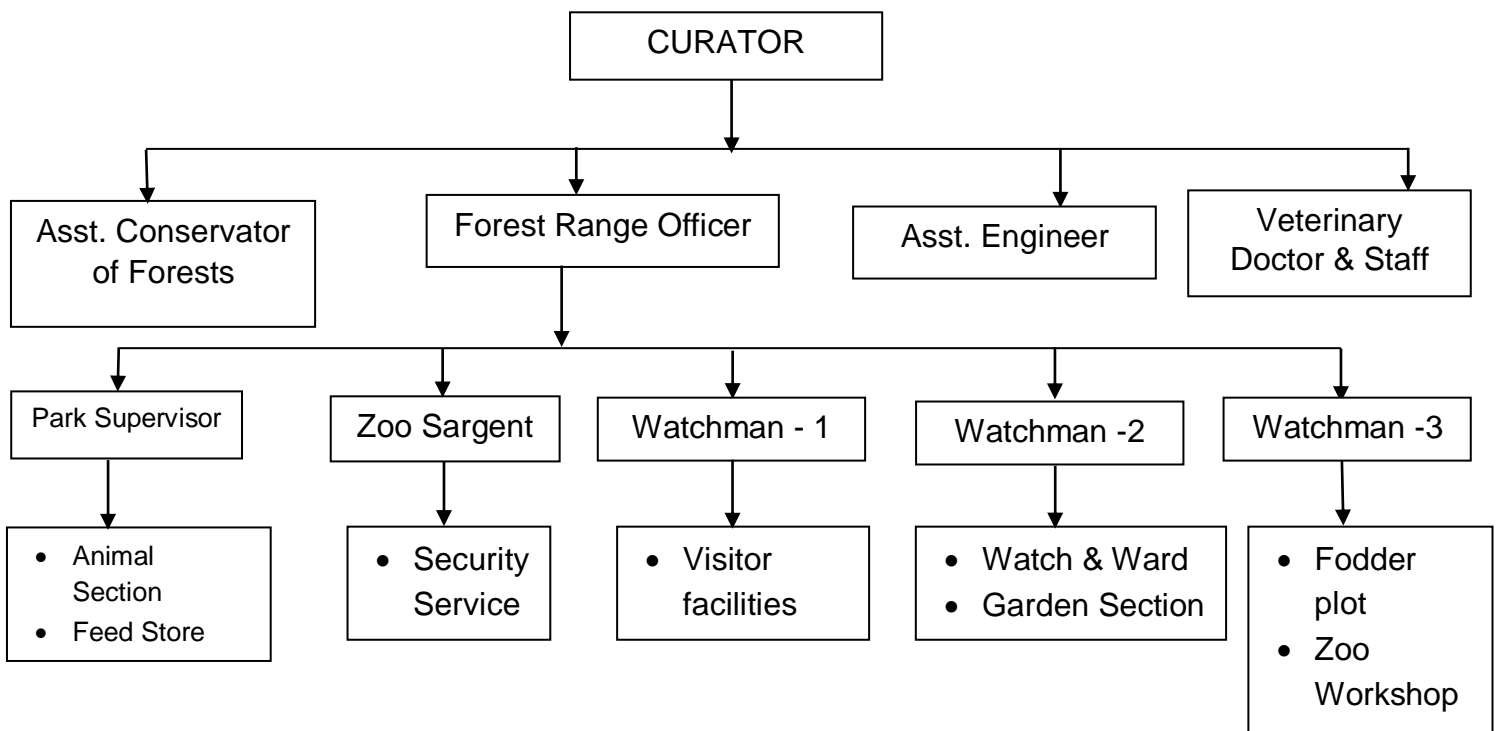 CURATOR
Asst. Conservator
of Forests
Forest Range Officer
Asst. Engineer
Veterinary
Doctor & Staff
Park Supervisor
Zoo Sargent
Watchman - 1
Watchman -2
Watchman -3
• Animal
Section
• Feed Store
• Security
Service
• Visitor
facilities
• Watch & Ward
• Garden Section
• Fodder
plot
• Zoo
Workshop